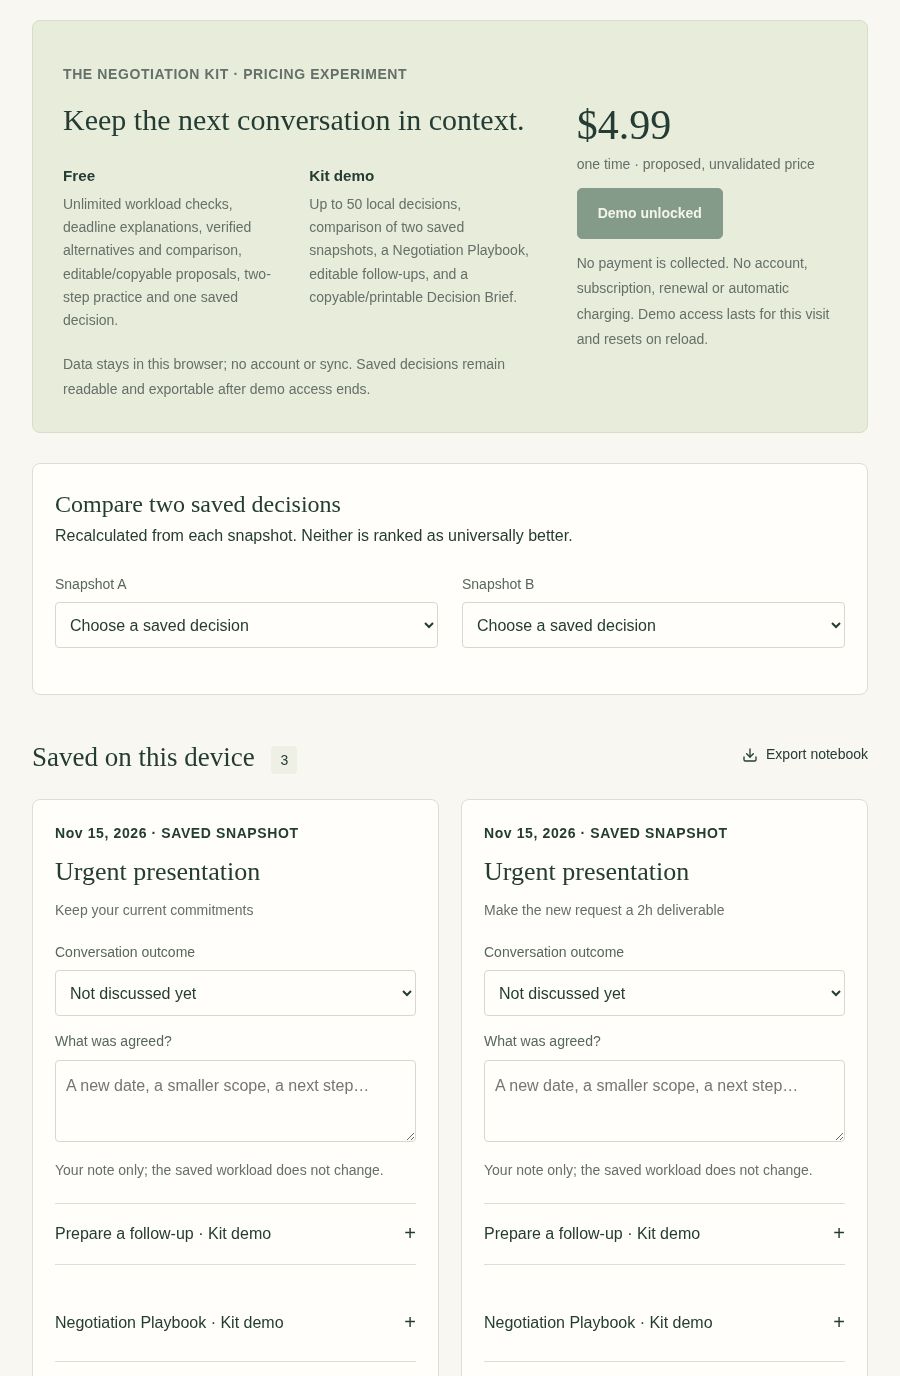 THE NEGOTIATION KIT · PRICING EXPERIMENT
Keep the next conversation in context.
Free
Unlimited workload checks,
deadline explanations, verified
alternatives and comparison,
editable/copyable proposals, two-
step practice and one saved
decision.
Kit demo
Up to 50 local decisions,
comparison of two saved
snapshots, a Negotiation Playbook,
editable follow-ups, and a
copyable/printable Decision Brief.
Data stays in this browser; no account or sync. Saved decisions remain
readable and exportable after demo access ends.
$4.99
one time · proposed, unvalidated price
Demo unlocked
No payment is collected. No account,
subscription, renewal or automatic
charging. Demo access lasts for this visit
and resets on reload.
Compare two saved decisions
Recalculated from each snapshot. Neither is ranked as universally better.
Snapshot A
Choose a saved decision
Snapshot B
Choose a saved decision
Saved on this device 3
Export notebook
Nov 15, 2026 · SAVED SNAPSHOT
Urgent presentation
Keep your current commitments
Conversation outcome
Not discussed yet
What was agreed?
A new date, a smaller scope, a next step…
Your note only; the saved workload does not change.
Prepare a follow-up · Kit demo +
Negotiation Playbook · Kit demo +
Nov 15, 2026 · SAVED SNAPSHOT
Urgent presentation
Make the new request a 2h deliverable
Conversation outcome
Not discussed yet
What was agreed?
A new date, a smaller scope, a next step…
Your note only; the saved workload does not change.
Prepare a follow-up · Kit demo +
Negotiation Playbook · Kit demo +